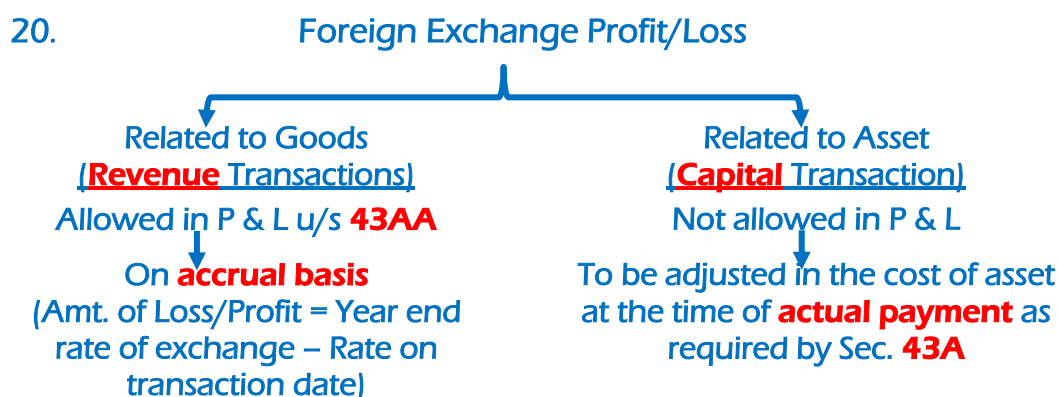 20. Foreign Exchange Profit/Loss
Related to Goods
(Revenue Transactions)
Allowed in P & L u/s 43AA
On accrual basis
(Amt. of Loss/Profit = Year end
rate of exchange – Rate on
transaction date)
Related to Asset
(Capital Transaction)
Not allowed in P & L
To be adjusted in the cost of asset
at the time of actual payment as
required by Sec. 43A